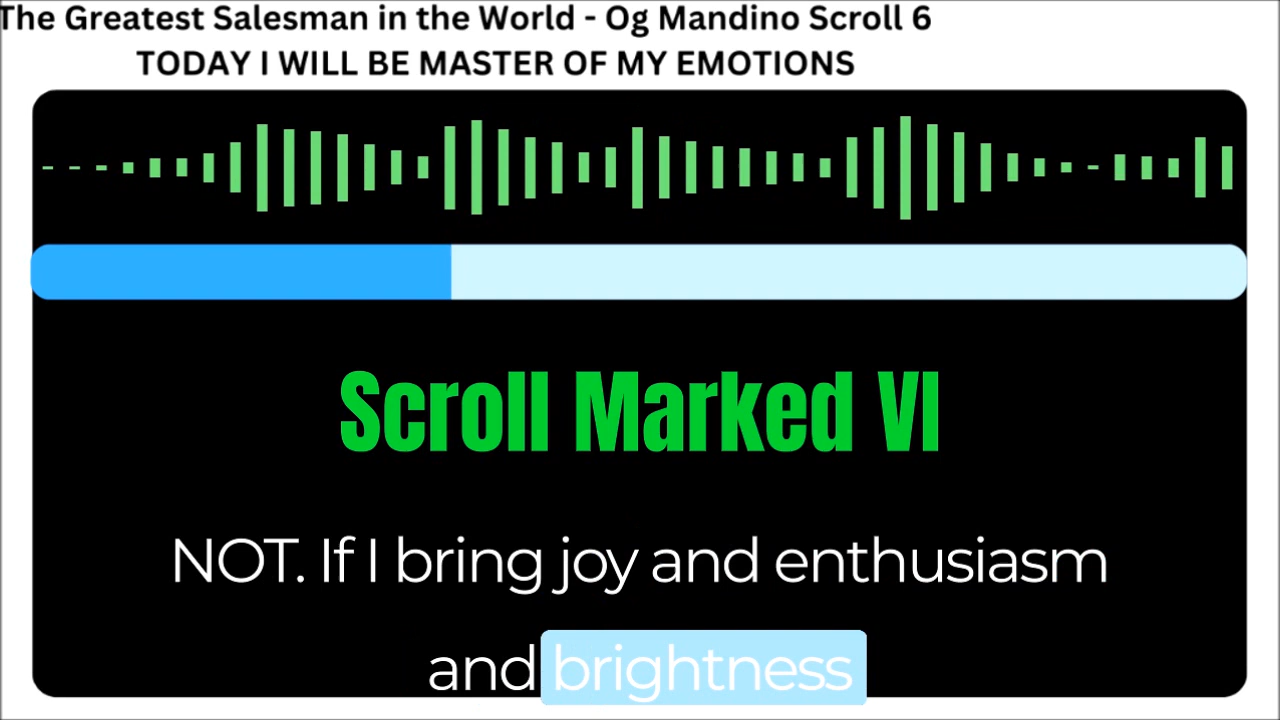 The Greatest Salesman in the World - Og Mandino Scroll 6
TODAY I WILL BE MASTER OF MY EMOTIONS
Scroll Marked VI
NOT. If I bring joy and enthusiasm
and brightness